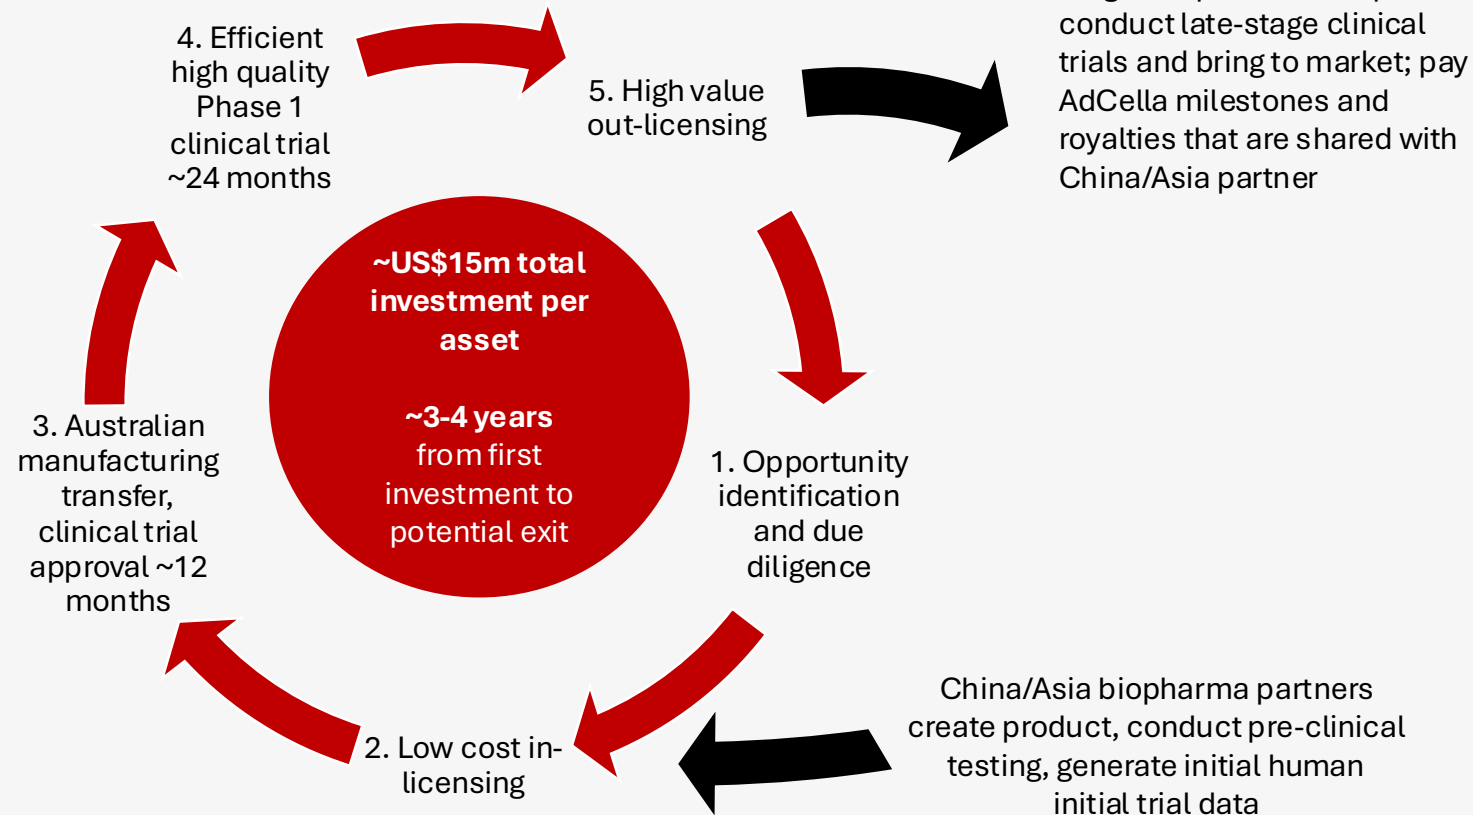 conduct late-stage clinical
trials and bring to market; pay
AdCella milestones and
royalties that are shared with
China/Asia partner
4. Efficient
high quality
Phase 1
clinical trial
~24 months
5. High value
out-licensing
~US$15m total
investment per
asset
~3-4 years
from first
investment to
potential exit
3. Australian
manufacturing
transfer,
clinical trial
approval ~12
months
1. Opportunity
identification
and due
diligence
2. Low cost in-
licensing
China/Asia biopharma partners
create product, conduct pre-clinical
testing, generate initial human
initial trial data